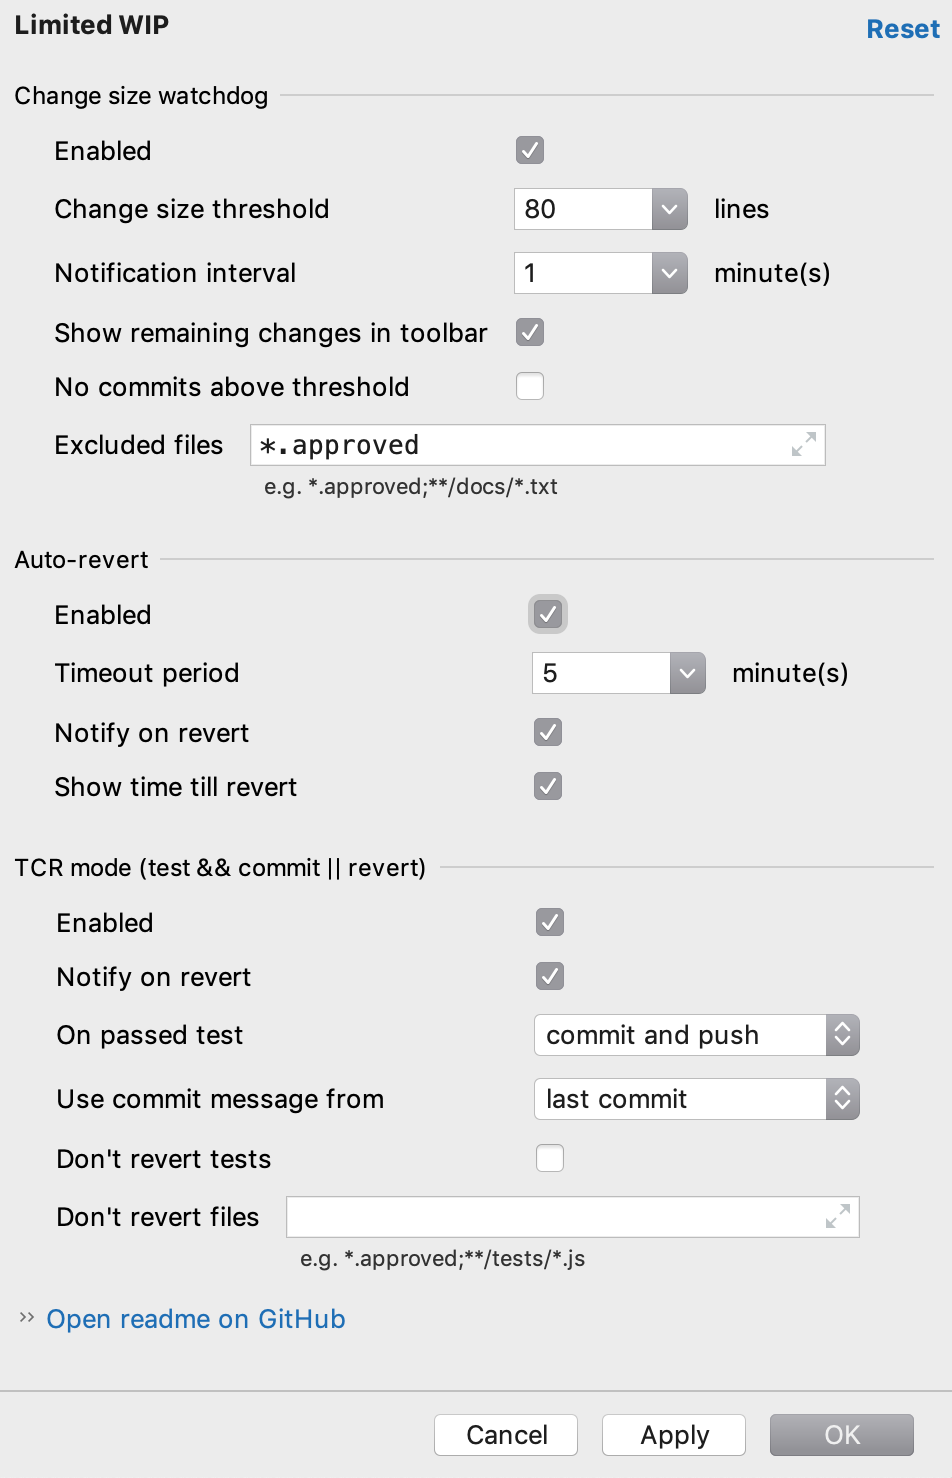 Limited WIP
Reset
Change size watchdog
Enabled
Change size threshold 80 lines
Notification interval 1 minute(s)
Show remaining changes in toolbar
No commits above threshold
Excluded files *.approved
e.g. *.approved;**/docs/*.txt
Auto-revert
Enabled
Timeout period 5 minute(s)
Notify on revert
Show time till revert
TCR mode (test && commit || revert)
Enabled
Notify on revert
On passed test commit and push
Use commit message from last commit
Don't revert tests
Don't revert files
e.g. *.approved;**/tests/*.js
Open readme on GitHub
Cancel Apply OK